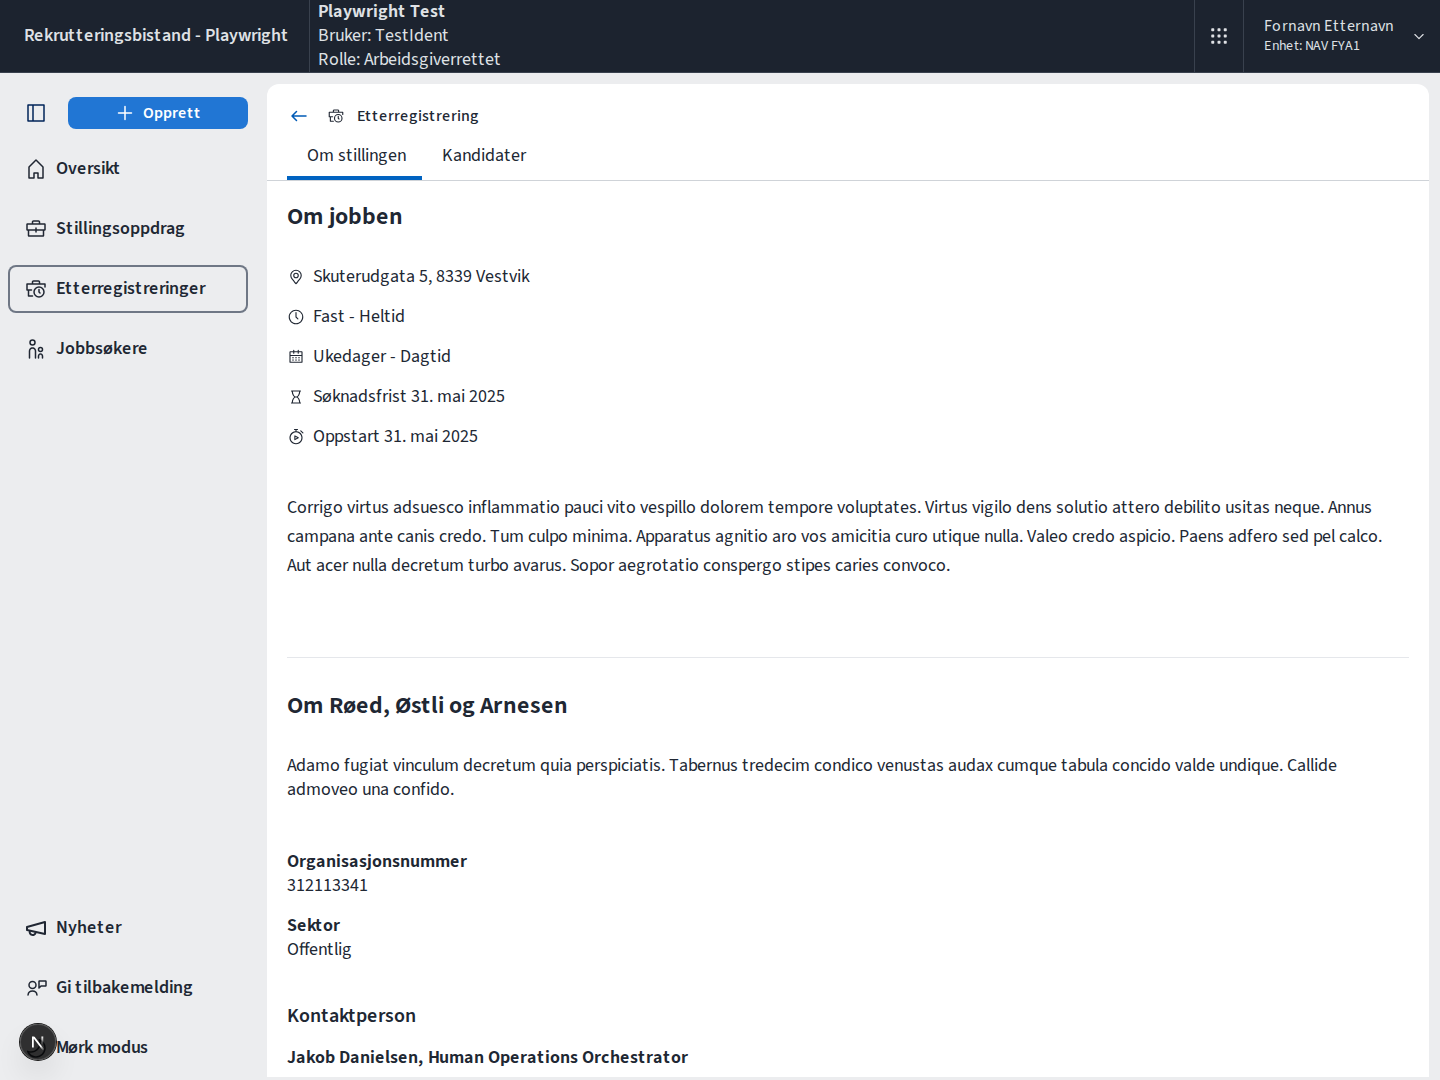 Rekrutteringsbistand - Playwright
Playwright Test
Bruker: TestIdent
Rolle: Arbeidsgiverrettet
Fornavn Etternavn
Enhet: NAV FYA1
Opprett
Oversikt
Stillingsoppdrag
Etterregistreringer
Jobbsøkere
Nyheter
Gi tilbakemelding
N
Mørk modus
Etterregistrering
Om stillingen
Kandidater
Om jobben
Skuterudgata 5, 8339 Vestvik
Fast - Heltid
Ukedager - Dagtid
Søknadsfrist 31. mai 2025
Oppstart 31. mai 2025
Corrigo virtus adsuesco inflammatio pauci vito vespillo dolorem tempore voluptates. Virtus vigilo dens solutio attero debilito usitas neque. Annus
campana ante canis credo. Tum culpo minima. Apparatus agnitio aro vos amicitia curo utique nulla. Valeo credo aspicio. Paens adfero sed pel calco.
Aut acer nulla decretum turbo avarus. Sopor aegrotatio conspergo stipes caries convoco.
Om Røed, Østli og Arnesen
Adamo fugiat vinculum decretum quia perspiciatis. Tabernus tredecim condico venustas audax cumque tabula concido valde undique. Callide
admoveo una confido.
Organisasjonsnummer
312113341
Sektor
Offentlig
Kontaktperson
Jakob Danielsen, Human Operations Orchestrator